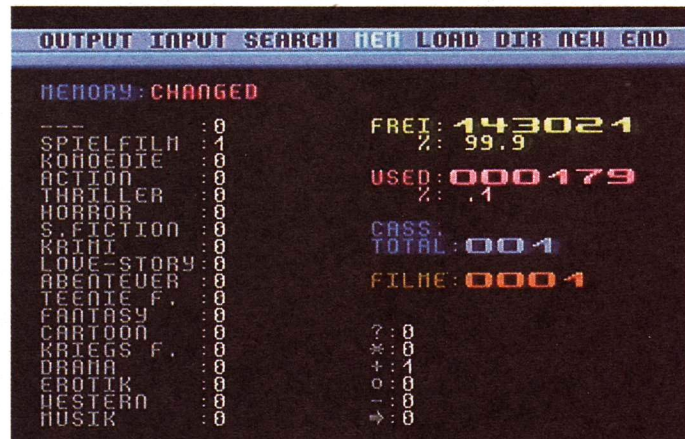 OUTPUT INPUT SEARCH MEM LOAD DIR NEW END
MEMORY:CHANGED
--- :0
SPIELFILM :1
KOMOEDIE :0
ACTION :0
THRILLER :0
HORROR :0
S.FICTION :0
KRIMI :0
LOVE-STORY:0
ABENTEUER :0
TEENIE F. :0
FANTASY :0
CARTOON :0
KRIEGS F. :0
DRAMA :0
EROTIK :0
WESTERN :0
MUSIK :0
FREI:143021
%: 99.9
USED:000179
%: .1
CASS.
TOTAL:001
FILME:0001
?:0
*:0
+:1
o:0
-:0
➔:0